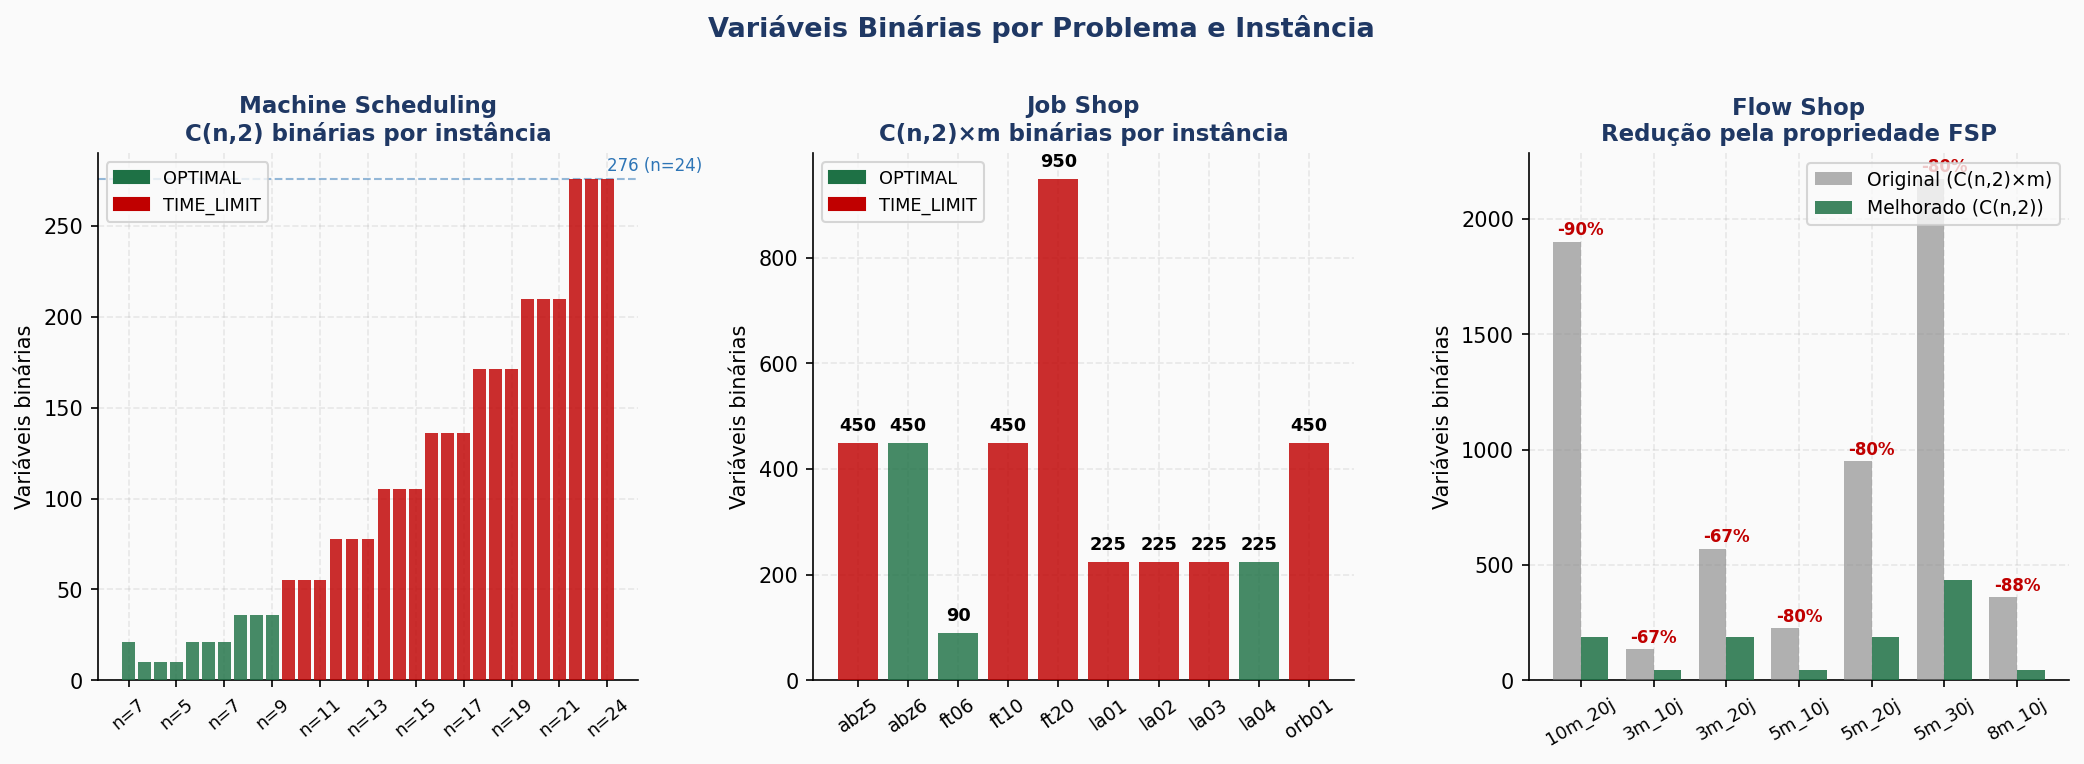 Variáveis Binárias por Problema e Instância
Machine Scheduling
C(n,2) binárias por instância
276 (n=24)
OPTIMAL
TIME_LIMIT
Variáveis binárias
250
200
150
100
50
0
n=7
n=5
n=7
n=9
n=11
n=13
n=15
n=17
n=19
n=21
n=24
Job Shop
C(n,2)×m binárias por instância
OPTIMAL
TIME_LIMIT
Variáveis binárias
800
600
400
200
0
450
450
90
450
950
225
225
225
225
450
abz5
abz6
ft06
ft10
ft20
la01
la02
la03
la04
orb01
Flow Shop
Redução pela propriedade FSP
Original (C(n,2)×m)
Melhorado (C(n,2))
Variáveis binárias
2000
1500
1000
500
0
-90%
-67%
-67%
-80%
-80%
-80%
-88%
10m_20j
3m_10j
3m_20j
5m_10j
5m_20j
5m_30j
8m_10j